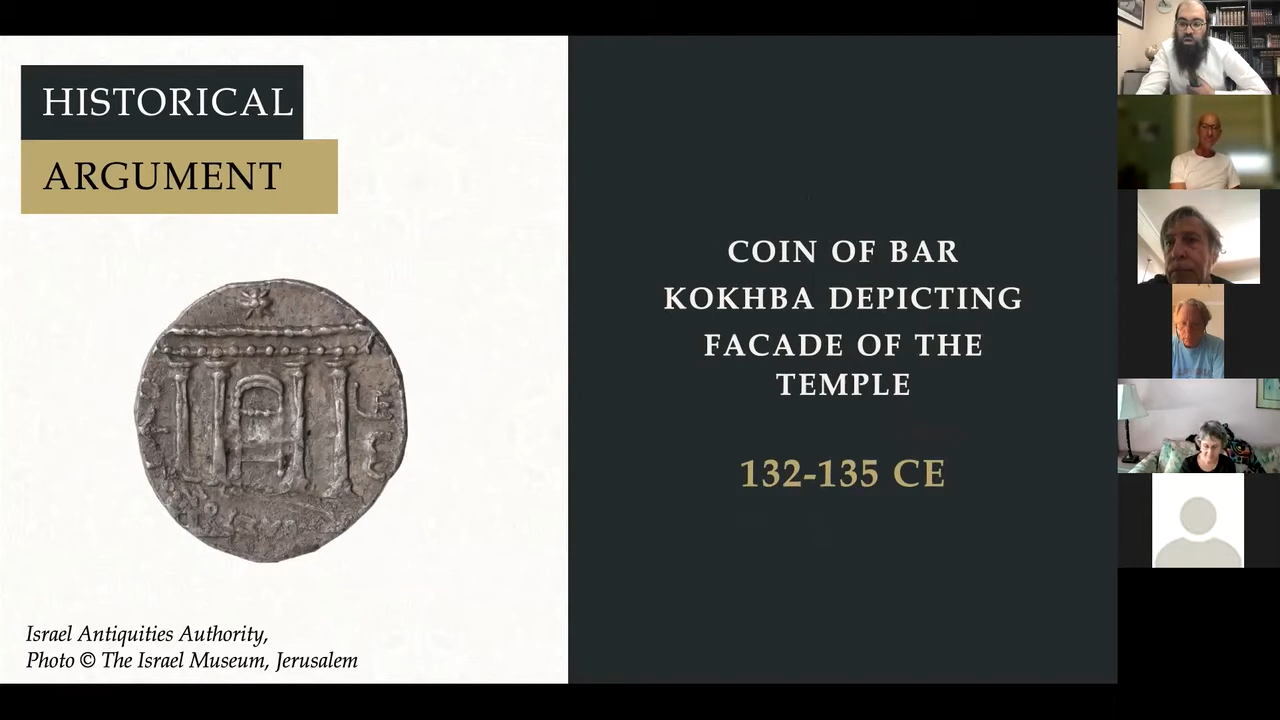 HISTORICAL
ARGUMENT
COIN OF BAR
KOKHBA DEPICTING
FACADE OF THE
TEMPLE
132-135 CE
Israel Antiquities Authority,
Photo © The Israel Museum, Jerusalem